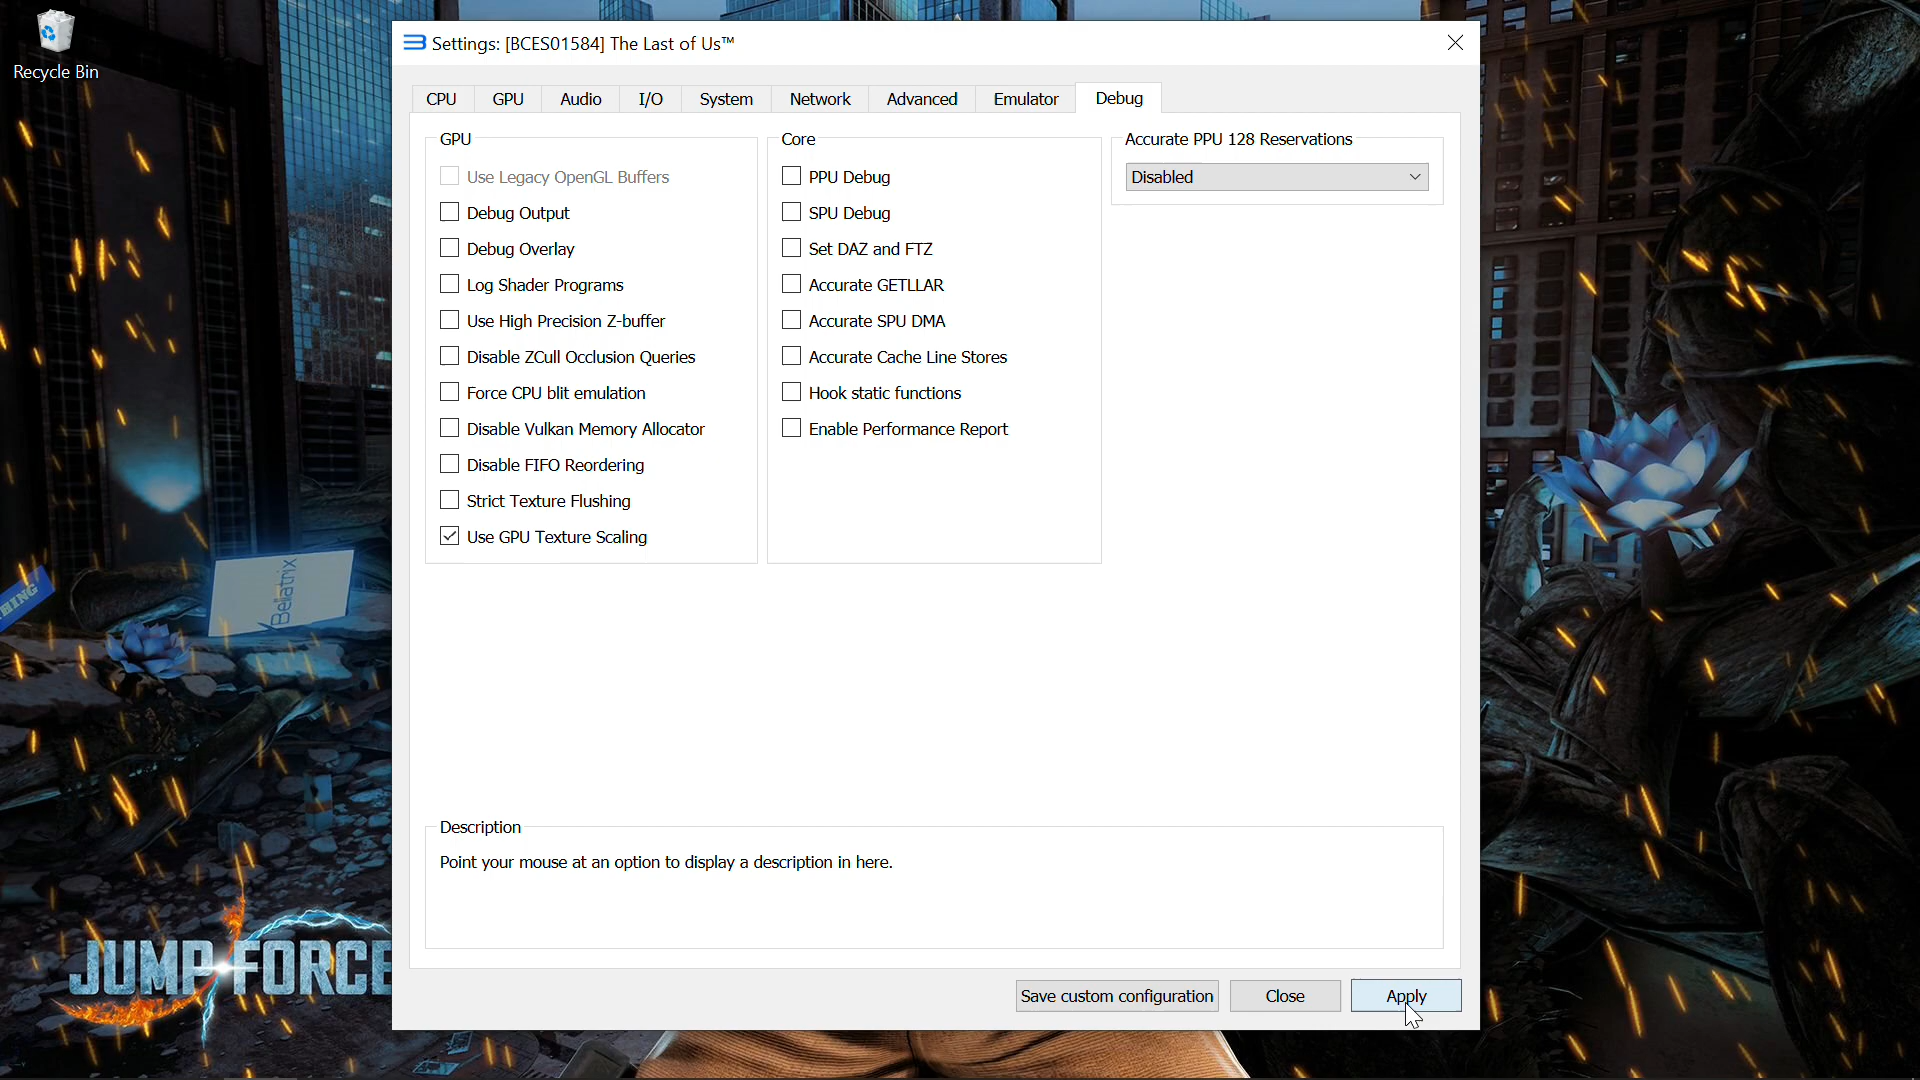 Recycle Bin
Settings: [BCES01584] The Last of Us™
CPU
GPU
Audio
I/O
System
Network
Advanced
Emulator
Debug
GPU
Use Legacy OpenGL Buffers
Debug Output
Debug Overlay
Log Shader Programs
Use High Precision Z-buffer
Disable ZCull Occlusion Queries
Force CPU blit emulation
Disable Vulkan Memory Allocator
Disable FIFO Reordering
Strict Texture Flushing
Use GPU Texture Scaling
Core
PPU Debug
SPU Debug
Set DAZ and FTZ
Accurate GETLLAR
Accurate SPU DMA
Accurate Cache Line Stores
Hook static functions
Enable Performance Report
Accurate PPU 128 Reservations
Disabled
Description
Point your mouse at an option to display a description in here.
Save custom configuration
Close
Apply
Bellatrix
JUMP FORCE